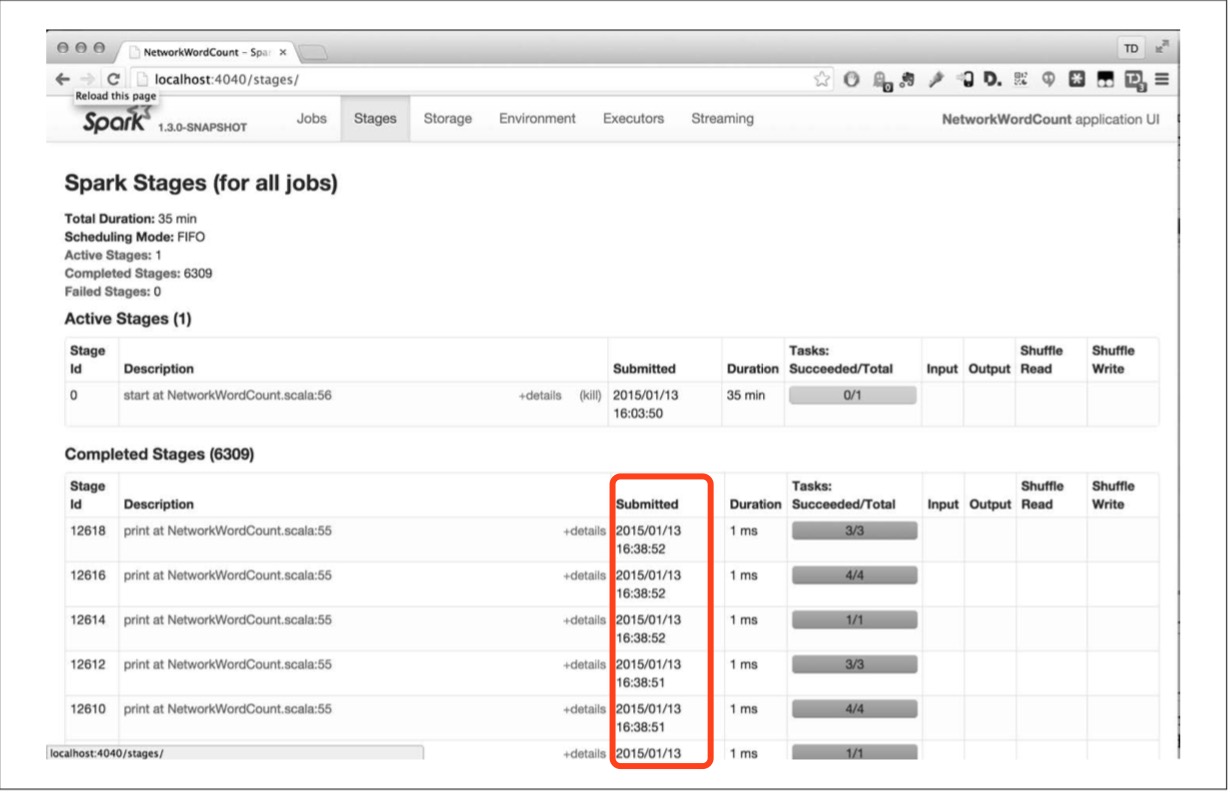 NetworkWordCount – Spa
TD
localhost:4040/stages/
Reload this page
Spark 1.3.0-SNAPSHOT Jobs Stages Storage Environment Executors Streaming NetworkWordCount application UI
Spark Stages (for all jobs)
Total Duration: 35 min
Scheduling Mode: FIFO
Active Stages: 1
Completed Stages: 6309
Failed Stages: 0
Active Stages (1)
Stage Id Description Submitted Duration Tasks: Succeeded/Total Input Output Shuffle Read Shuffle Write
0 start at NetworkWordCount.scala:56 +details (kill) 2015/01/13 16:03:50 35 min 0/1
Completed Stages (6309)
Stage Id Description Submitted Duration Tasks: Succeeded/Total Input Output Shuffle Read Shuffle Write
12618 print at NetworkWordCount.scala:55 +details 2015/01/13 16:38:52 1 ms 3/3
12616 print at NetworkWordCount.scala:55 +details 2015/01/13 16:38:52 1 ms 4/4
12614 print at NetworkWordCount.scala:55 +details 2015/01/13 16:38:52 1 ms 1/1
12612 print at NetworkWordCount.scala:55 +details 2015/01/13 16:38:51 1 ms 3/3
12610 print at NetworkWordCount.scala:55 +details 2015/01/13 16:38:51 1 ms 4/4
localhost:4040/stages/ +details 2015/01/13 1 ms 1/1